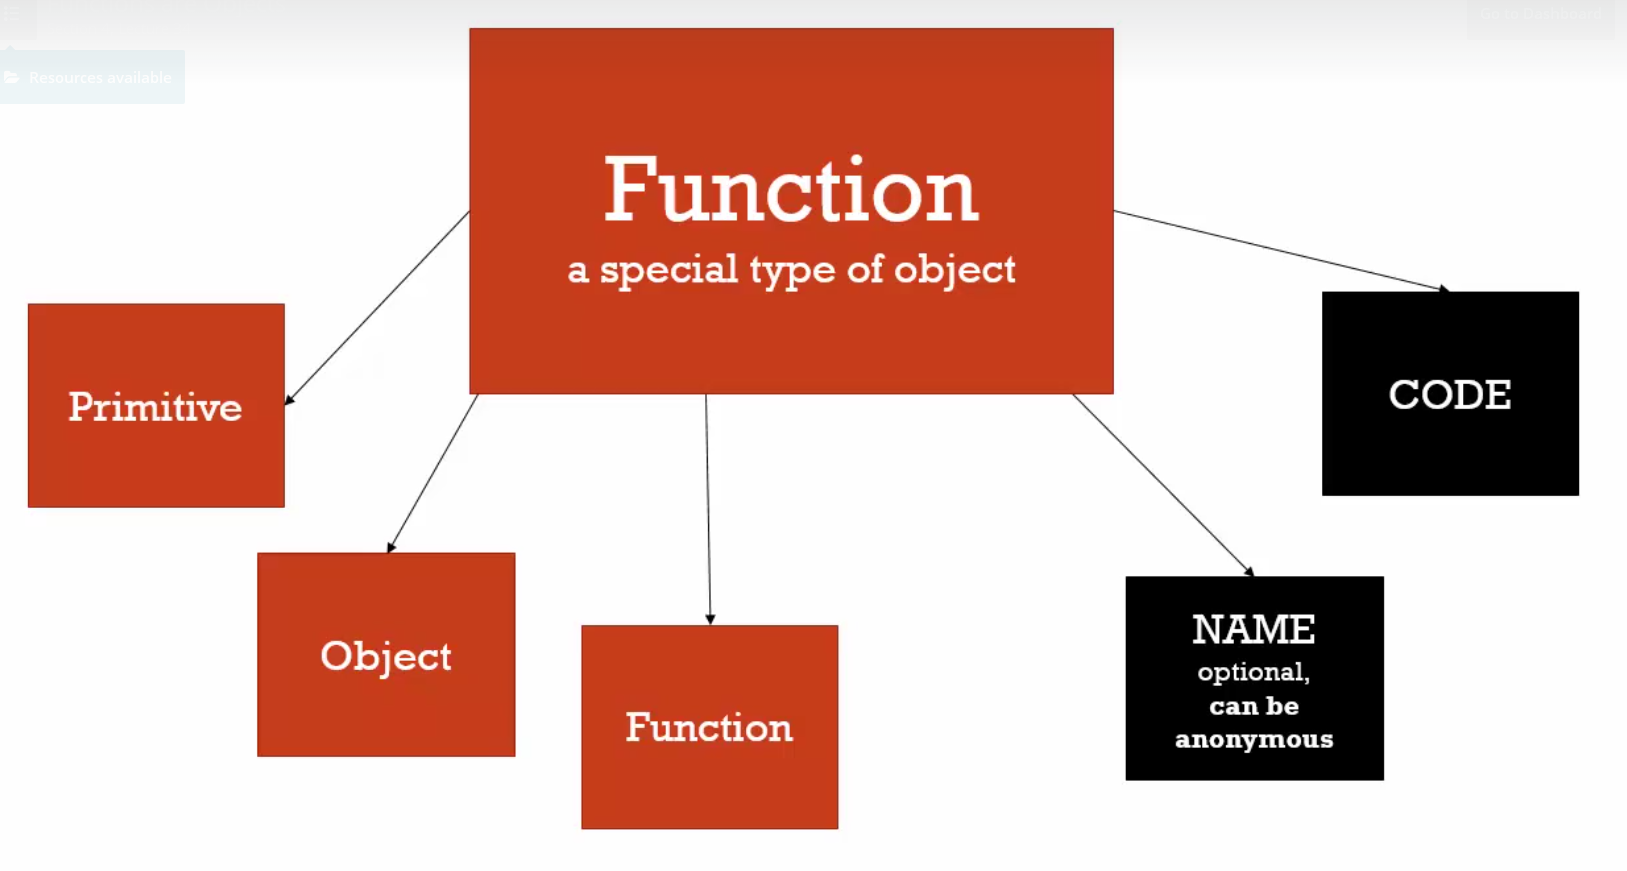 Go to Dashboard
Resources available
Function
a special type of object
Primitive
CODE
Object
Function
NAME
optional,
can be
anonymous